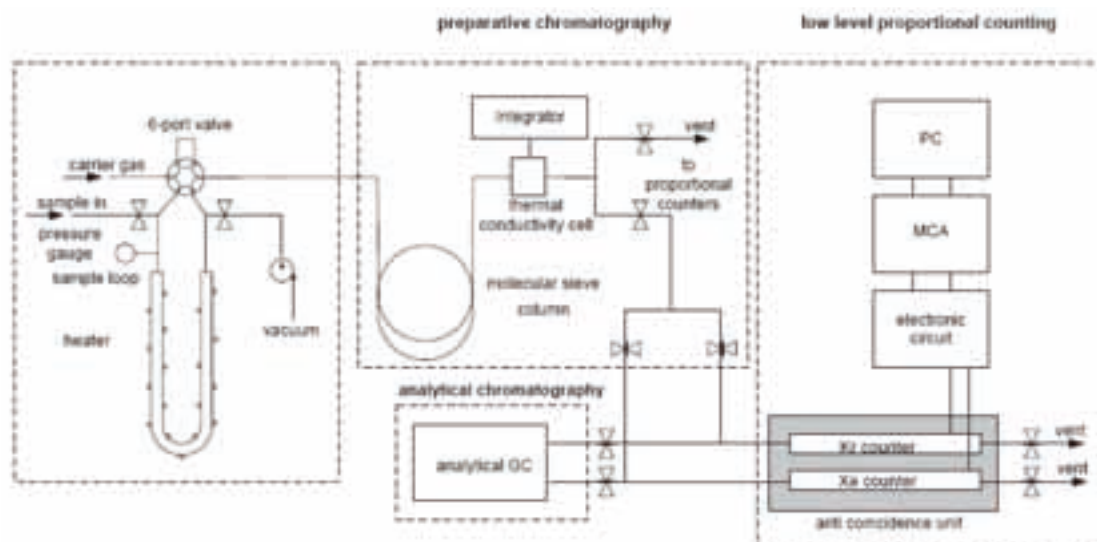 preparative chromatography
low level proportional counting
6-port valve
carrier gas
sample in
pressure
gauge
sample loop
heater
vacuum
Integrator
thermal
conductivity cell
vent
to
proportional
counters
molecular sieve
column
PC
MCA
electronic
circuit
analytical chromatography
analytical GC
Kr counter
vent
Xe counter
vent
anti coincidence unit